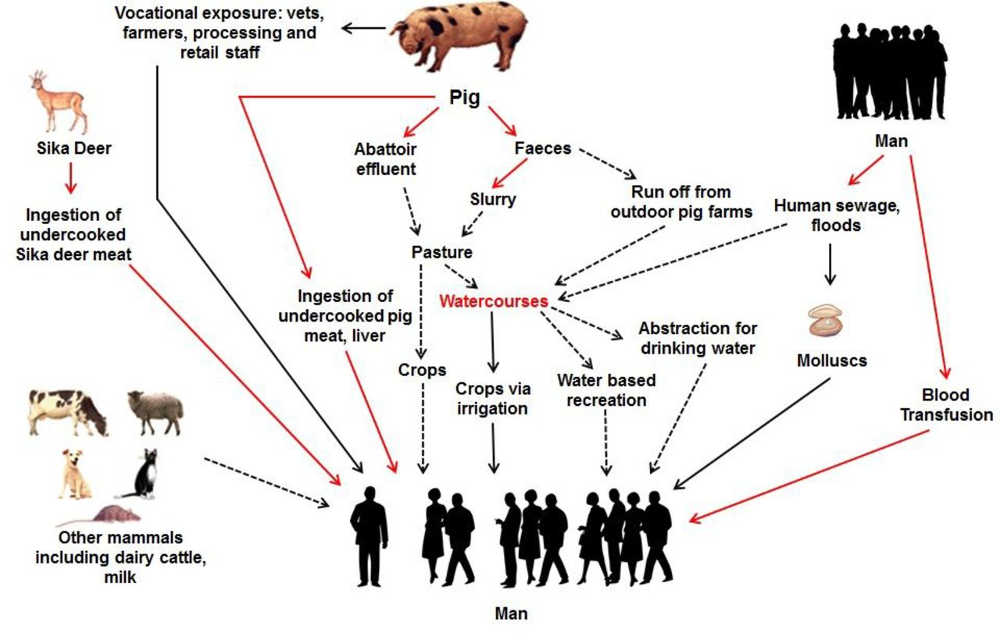 Vocational exposure: vets,
farmers, processing and
retail staff
Pig
Man
Sika Deer
Abattoir
effluent
Faeces
Slurry
Run off from
outdoor pig farms
Human sewage,
floods
Ingestion of
undercooked
Sika deer meat
Pasture
Watercourses
Ingestion of
undercooked pig
meat, liver
Abstraction for
drinking water
Molluscs
Crops
Crops via
irrigation
Water based
recreation
Blood
Transfusion
Other mammals
including dairy cattle,
milk
Man